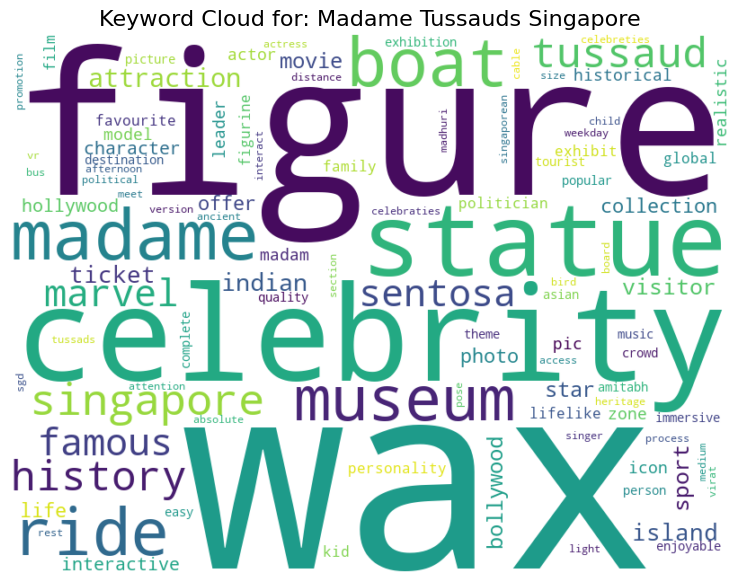 Keyword Cloud for: Madame Tussauds Singapore
promotion
film
picture
actress
actor
movie
distance
exhibition
boat
cable
celebreties
tussaud
size
historical
realistic
attraction
figure
favourite
model
character
destination
afternoon
political
vr
bus
meet
leader
figurine
interact
family
madhuri
singaporean
child
weekday
exhibit
tourist
global
popular
hollywood
version
offer
ancient
celebraties
politician
collection
madame
madam
statue
board
ticket
indian
section
sentosa
bird
asian
visitor
marvel
quality
celebrity
tussads
complete
theme
photo
pic
access
music
crowd
sgd
attention
singapore
absolute
museum
pose
star
lifelike
amitabh
heritage
zone
immersive
famous
wax
singer
process
history
personality
bollywood
icon
person
sport
medium
virat
life
ride
rest
easy
interactive
kid
light
island
enjoyable